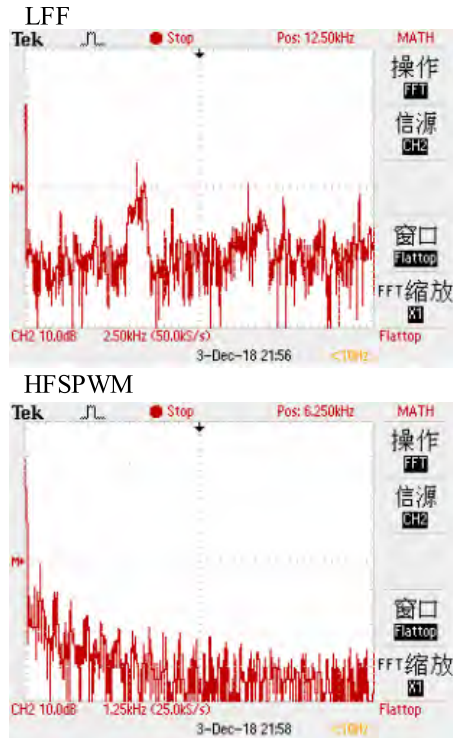 LFF
Tek Stop Pos: 12.50kHz MATH
操作
FFT
信源
CH2
M
窗口
Flattop
FFT缩放
X1
CH2 10.0dB 2.50kHz (50.0kS/s) Flattop
3-Dec-18 21:56 <10Hz
HFSPWM
Tek Stop Pos: 6.250kHz MATH
操作
FFT
信源
CH2
M
窗口
Flattop
FFT缩放
X1
CH2 10.0dB 1.25kHz (25.0kS/s) Flattop
3-Dec-18 21:58 <10Hz